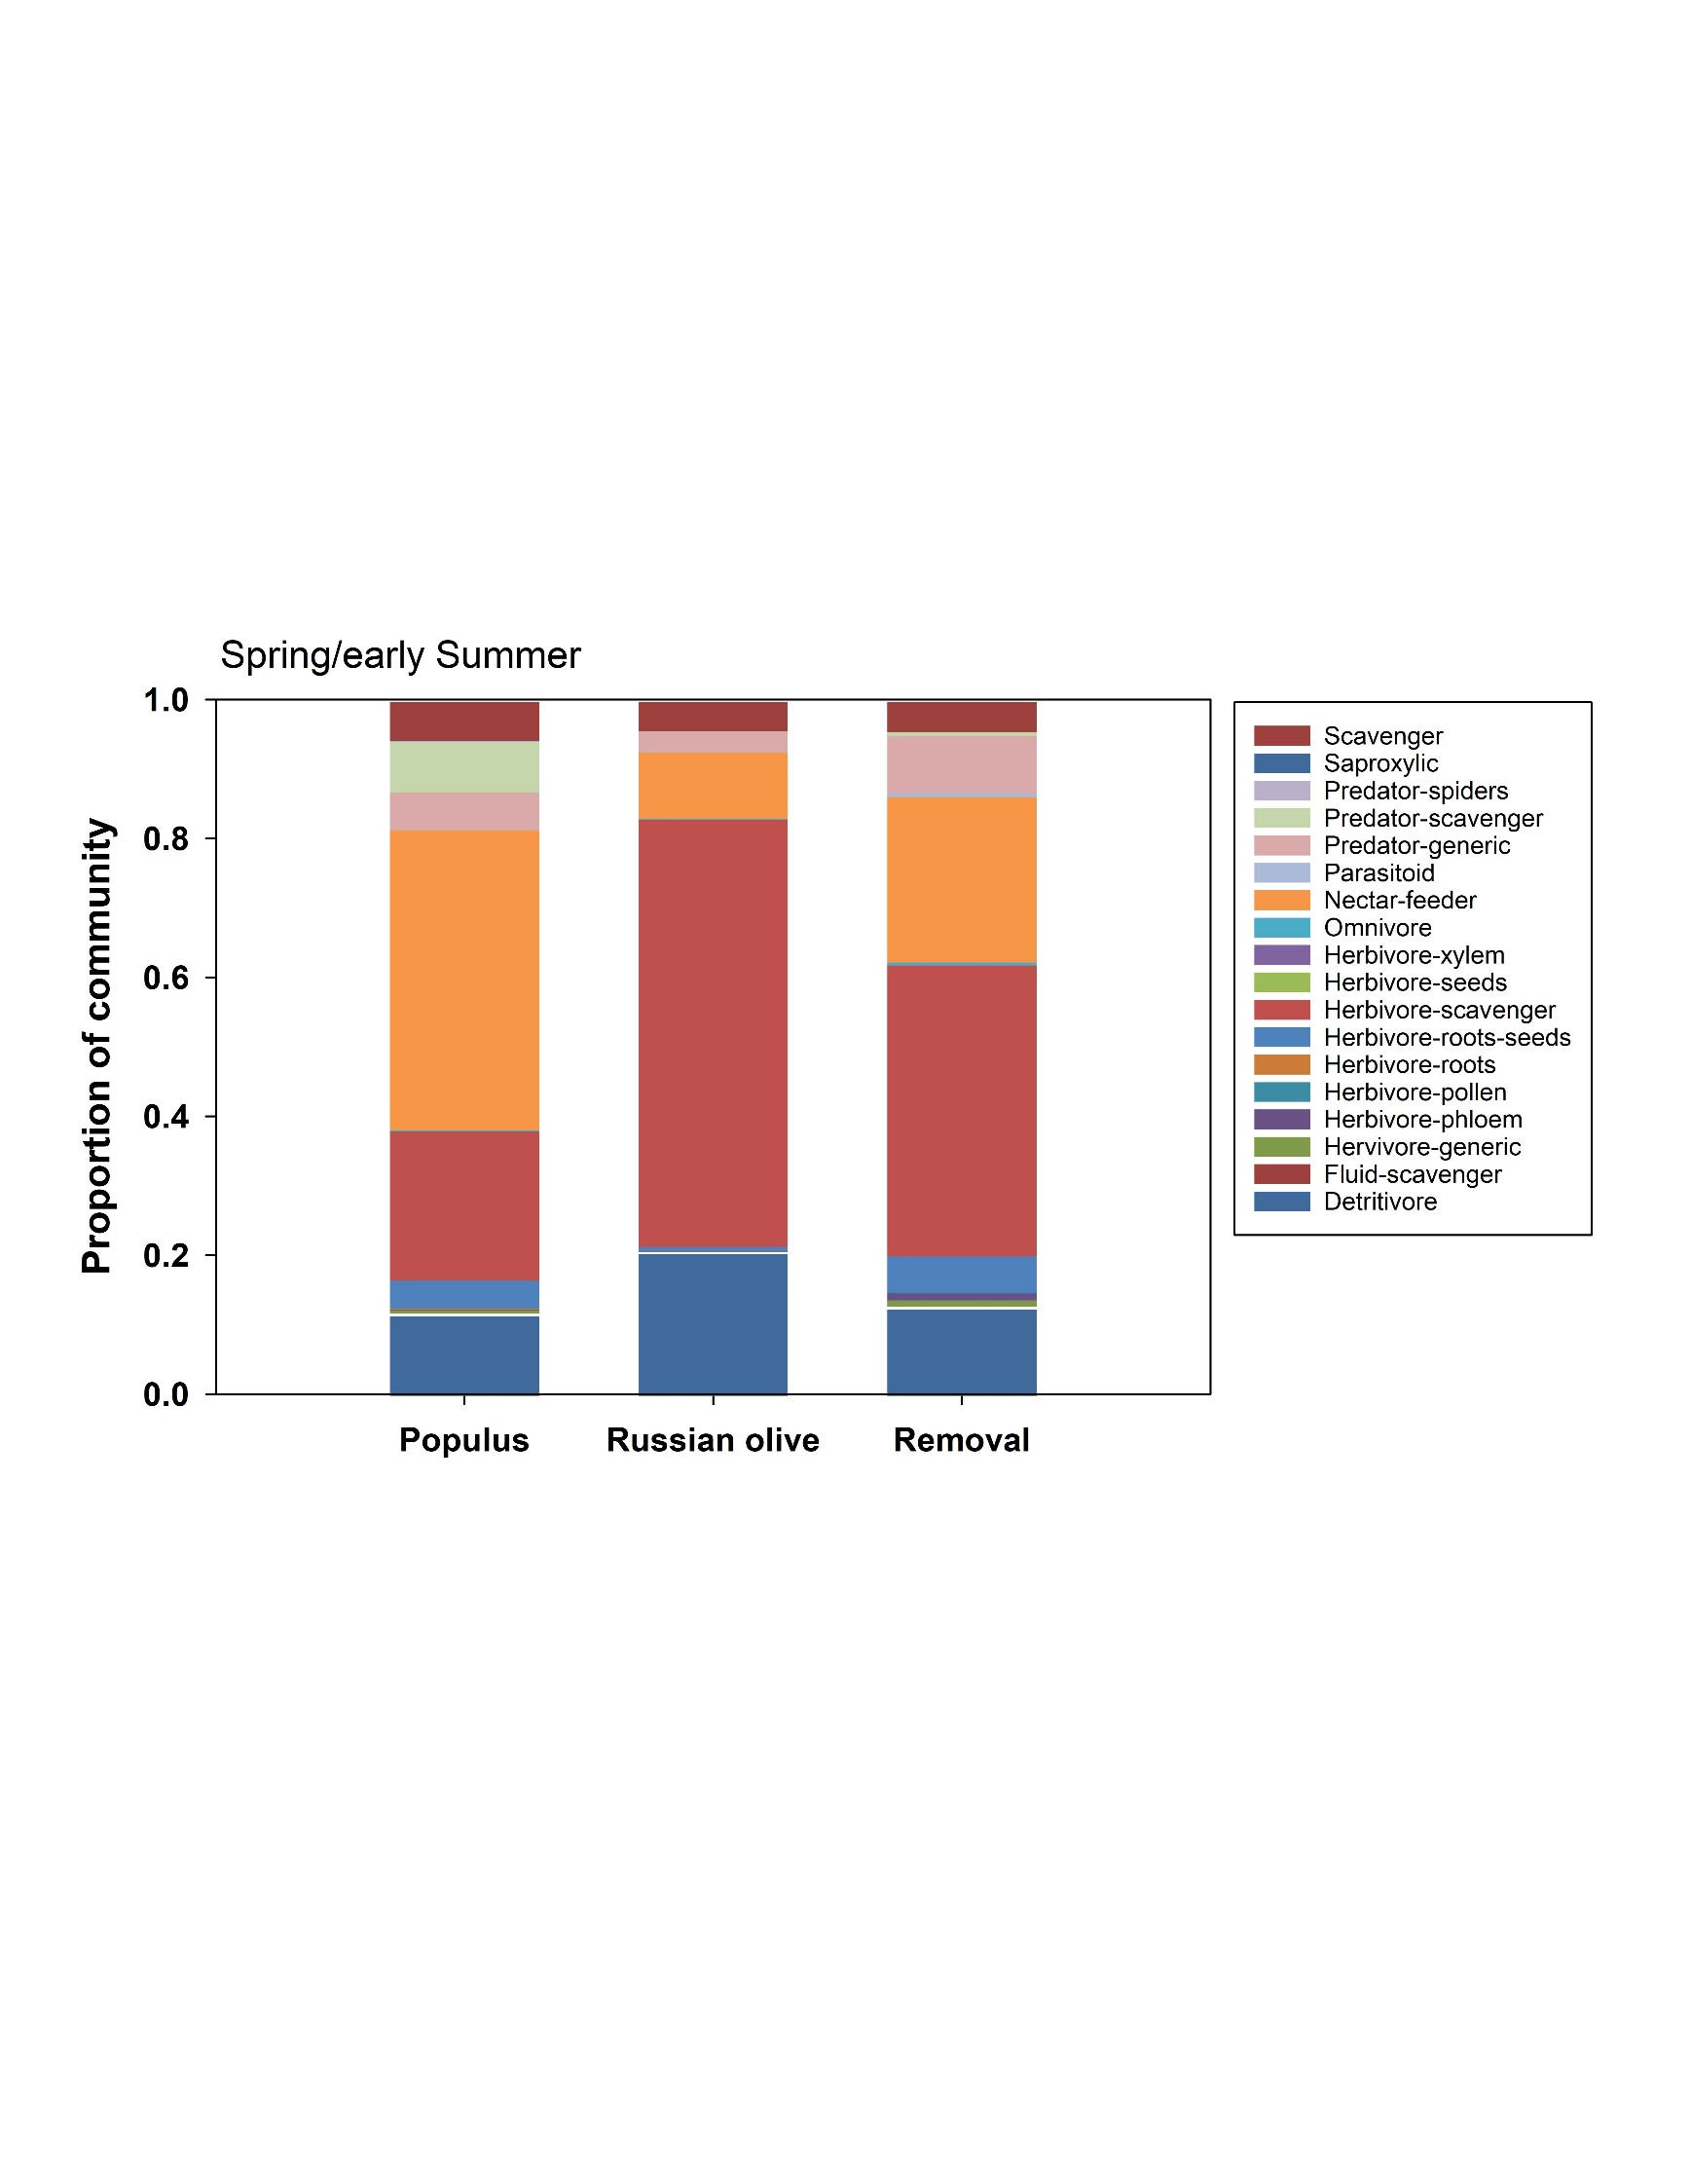 Spring/early Summer
1.0
0.8
0.6
0.4
0.2
0.0
Proportion of community
Populus
Russian olive
Removal
Scavenger
Saproxylic
Predator-spiders
Predator-scavenger
Predator-generic
Parasitoid
Nectar-feeder
Omnivore
Herbivore-xylem
Herbivore-seeds
Herbivore-scavenger
Herbivore-roots-seeds
Herbivore-roots
Herbivore-pollen
Herbivore-phloem
Hervivore-generic
Fluid-scavenger
Detritivore